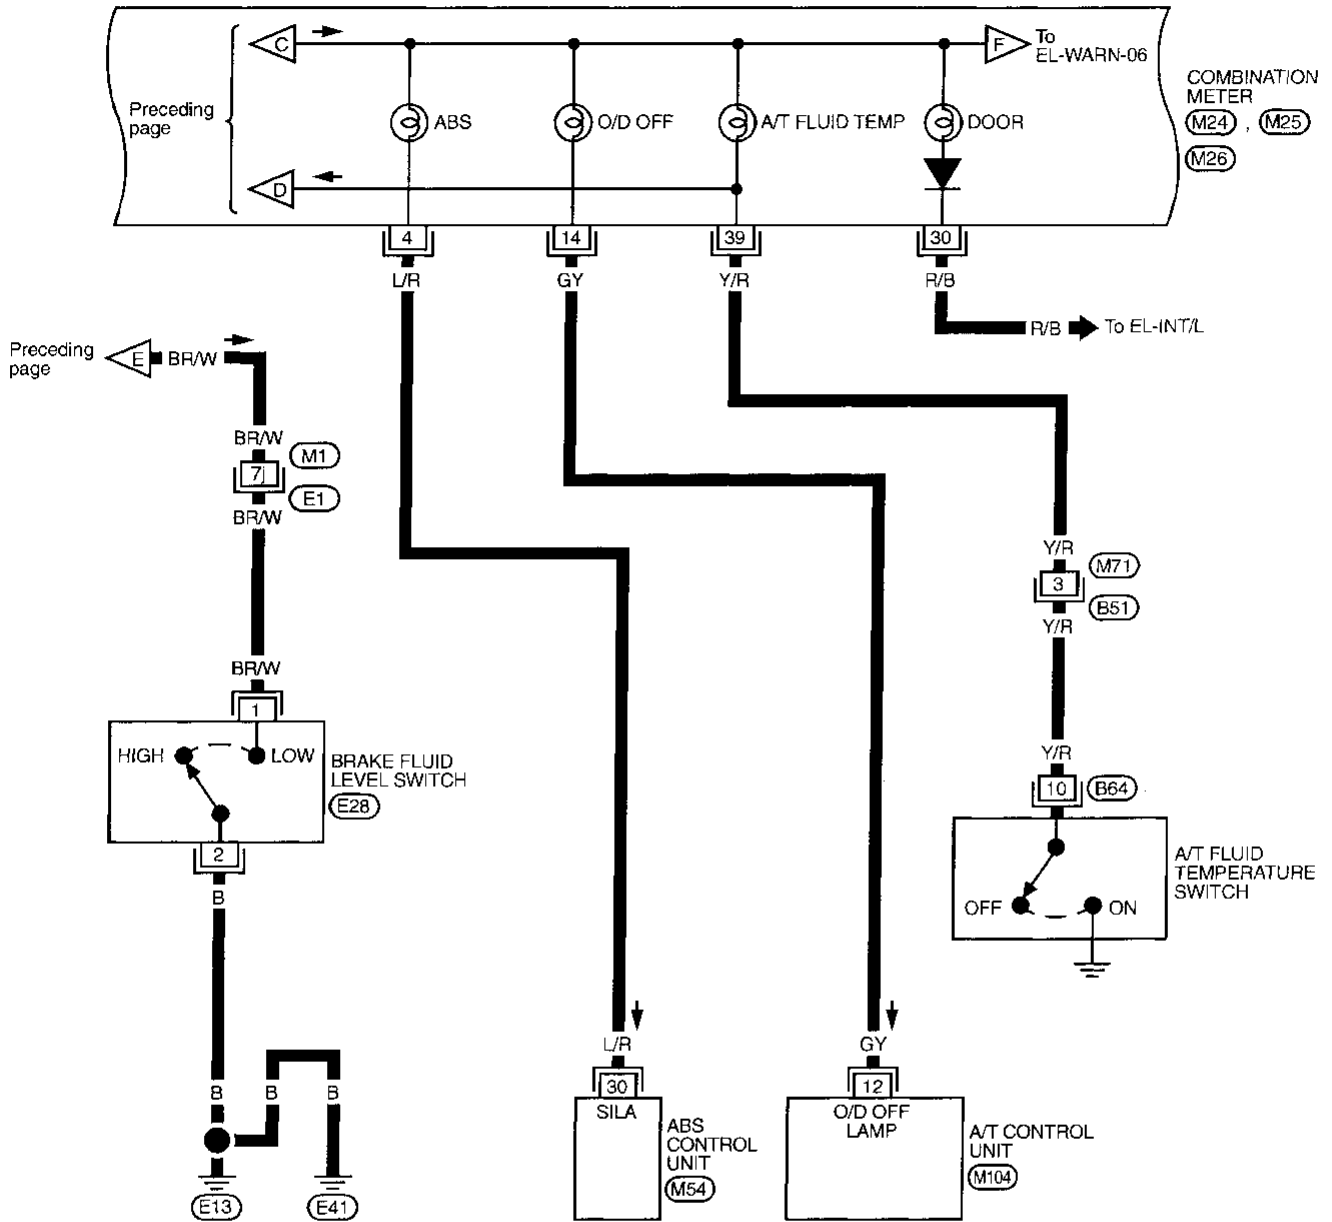 C
F
To
EL-WARN-06
COMBINATION
METER
M24 , M25
M26
Preceding
page
ABS
O/D OFF
A/T FLUID TEMP
DOOR
D
4
14
39
30
L/R
GY
Y/R
R/B
R/B
To EL-INT/L
Preceding
page
E
BR/W
BR/W
M1
7
E1
BR/W
Y/R
M71
3
B51
Y/R
BR/W
1
HIGH
LOW
BRAKE FLUID
LEVEL SWITCH
E28
2
B
Y/R
10
B64
A/T FLUID
TEMPERATURE
SWITCH
OFF
ON
L/R
GY
30
12
B
B
B
SILA
ABS
CONTROL
UNIT
M54
O/D OFF
LAMP
A/T CONTROL
UNIT
M104
E13
E41